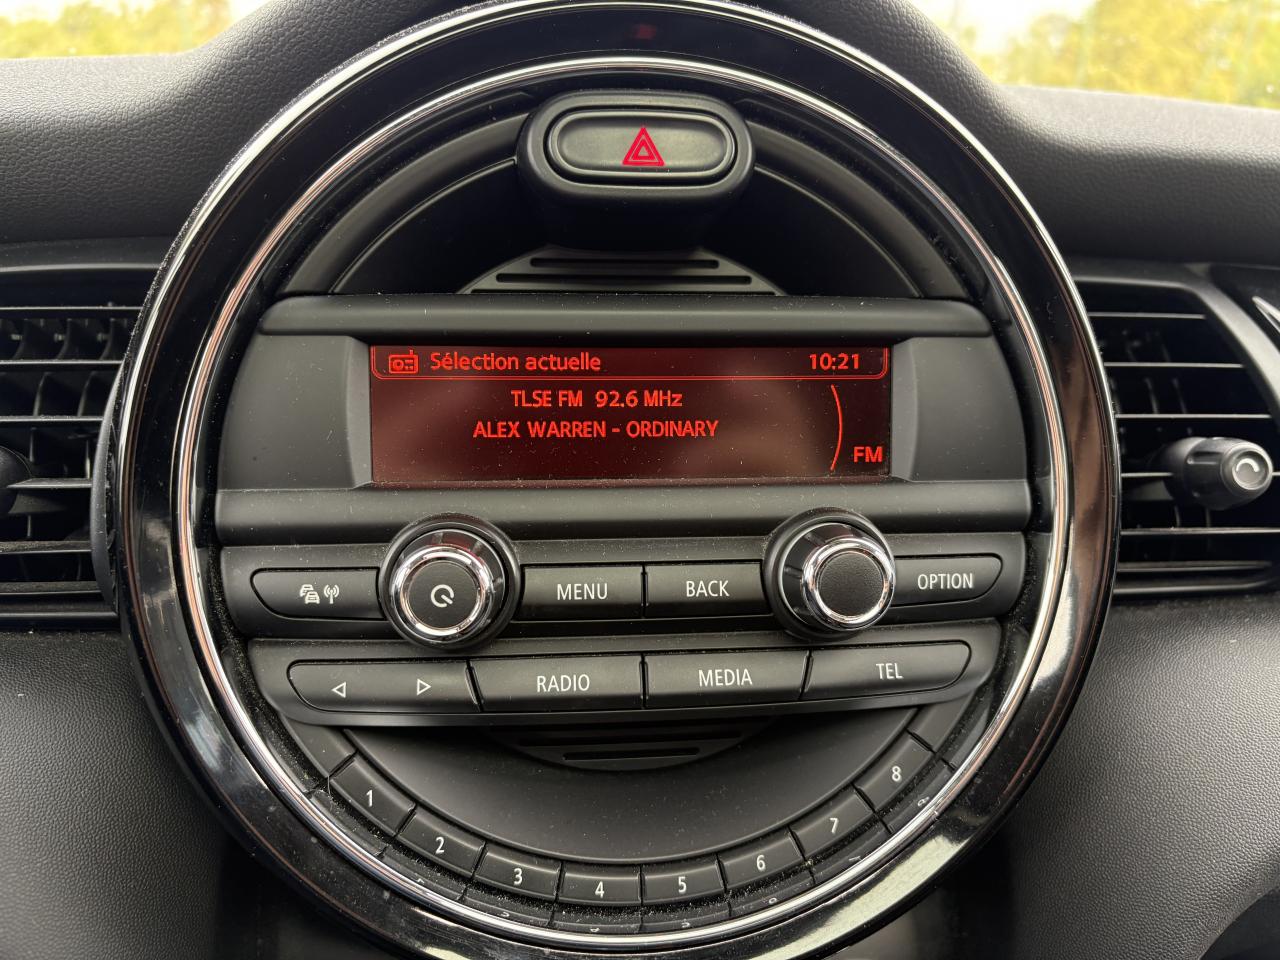 Sélection actuelle 10:21
TLSE FM 92.6 MHz
ALEX WARREN - ORDINARY
FM
MENU BACK OPTION
RADIO MEDIA TEL
1 2 3 4 5 6 7 8